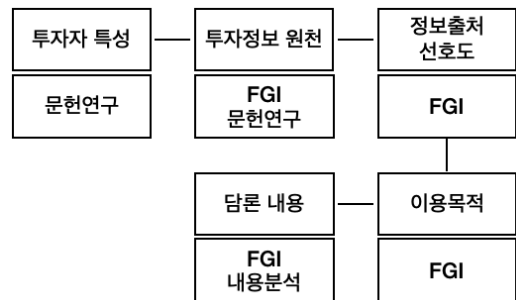 투자자 특성
투자정보 원천
정보출처
선호도
문헌연구
FGI
문헌연구
FGI
담론 내용
이용목적
FGI
내용분석
FGI